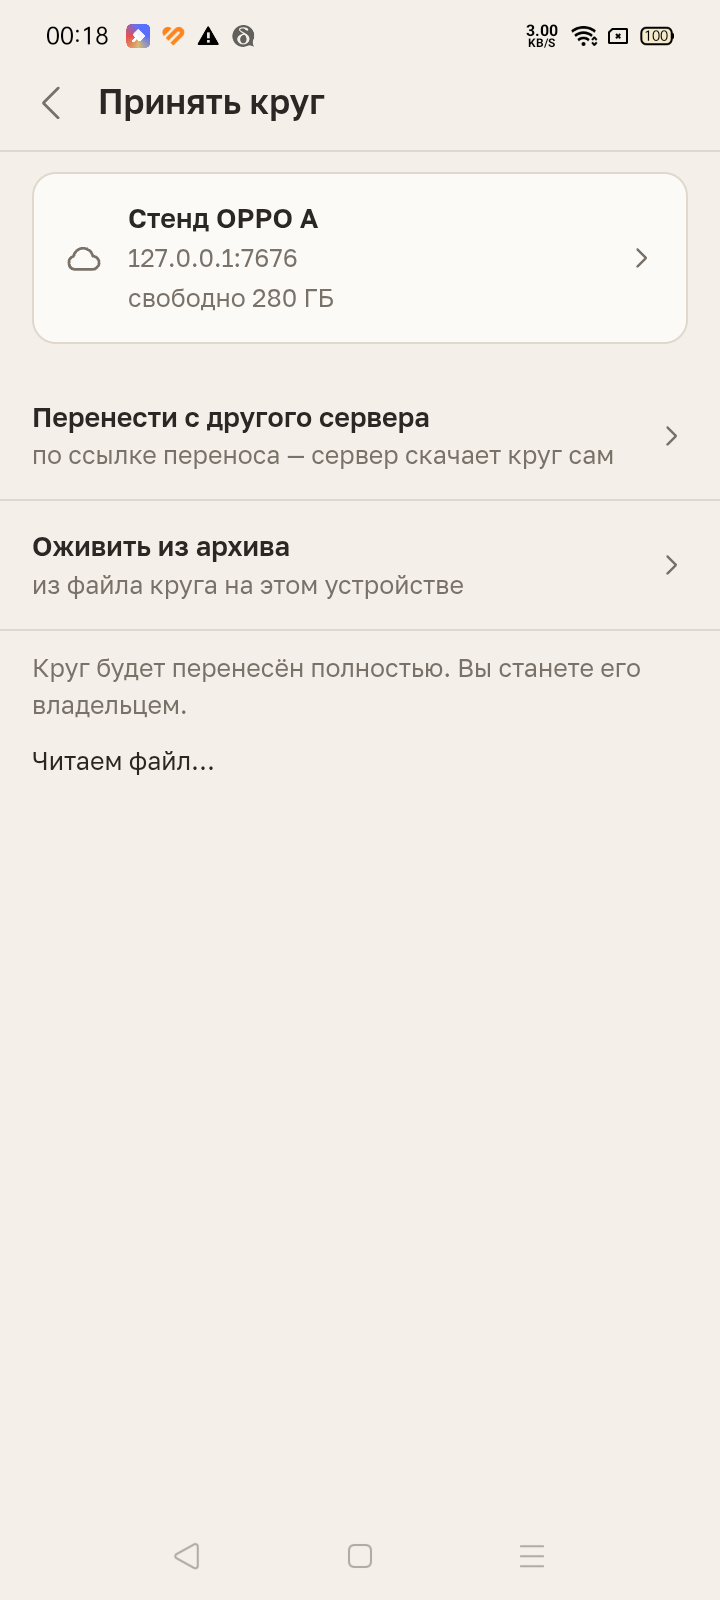 00:18
3.00
KB/S
100
Принять круг
Стенд OPPO A
127.0.0.1:7676
свободно 280 ГБ
Перенести с другого сервера
по ссылке переноса — сервер скачает круг сам
Оживить из архива
из файла круга на этом устройстве
Круг будет перенесён полностью. Вы станете его
владельцем.
Читаем файл...